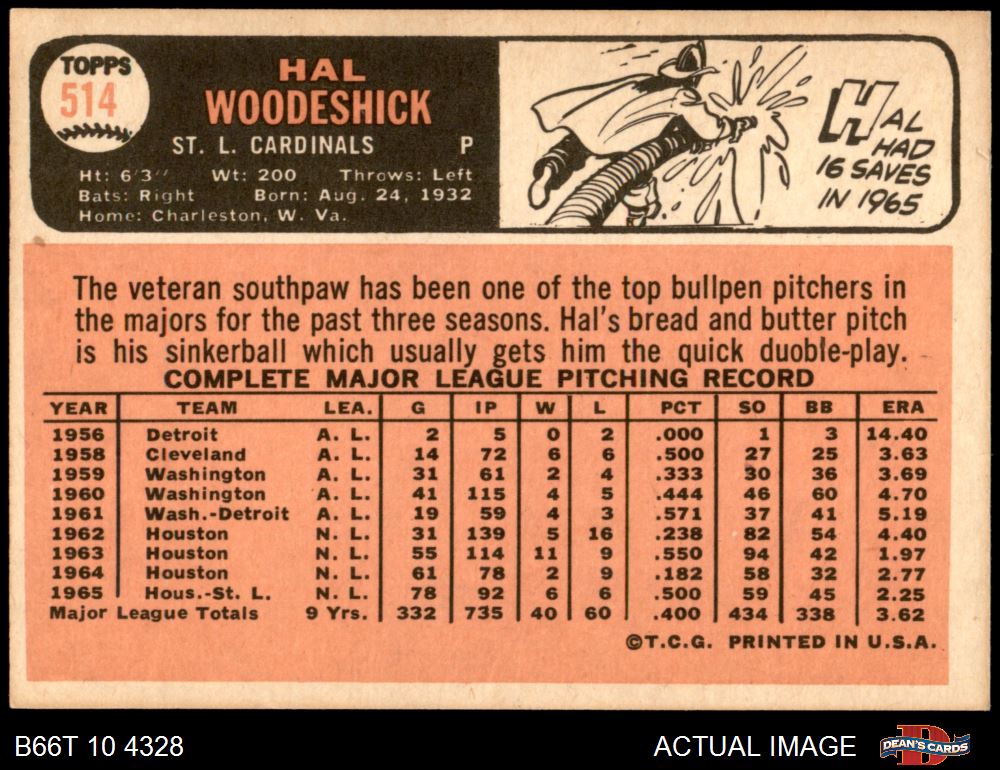 TOPPS
514
HAL
WOODESHICK
ST. L. CARDINALS P
Ht: 6'3" Wt: 200 Throws: Left
Bats: Right Born: Aug. 24, 1932
Home: Charleston, W. Va.
HAL
HAD
16 SAVES
IN 1965
The veteran southpaw has been one of the top bullpen pitchers in
the majors for the past three seasons. Hal's bread and butter pitch
is his sinkerball which usually gets him the quick duoble-play.
COMPLETE MAJOR LEAGUE PITCHING RECORD
YEAR TEAM LEA. G IP W L PCT SO BB ERA
1956 Detroit A. L. 2 5 0 2 .000 1 3 14.40
1958 Cleveland A. L. 14 72 6 6 .500 27 25 3.63
1959 Washington A. L. 31 61 2 4 .333 30 36 3.69
1960 Washington A. L. 41 115 4 5 .444 46 60 4.70
1961 Wash.-Detroit A. L. 19 59 4 3 .571 37 41 5.19
1962 Houston N. L. 31 139 5 16 .238 82 54 4.40
1963 Houston N. L. 55 114 11 9 .550 94 42 1.97
1964 Houston N. L. 61 78 2 9 .182 58 32 2.77
1965 Hous.-St. L. N. L. 78 92 6 6 .500 59 45 2.25
Major League Totals 9 Yrs. 332 735 40 60 .400 434 338 3.62
©T.C.G. PRINTED IN U.S.A.
B66T 10 4328
ACTUAL IMAGE
D
DEAN'S CARDS